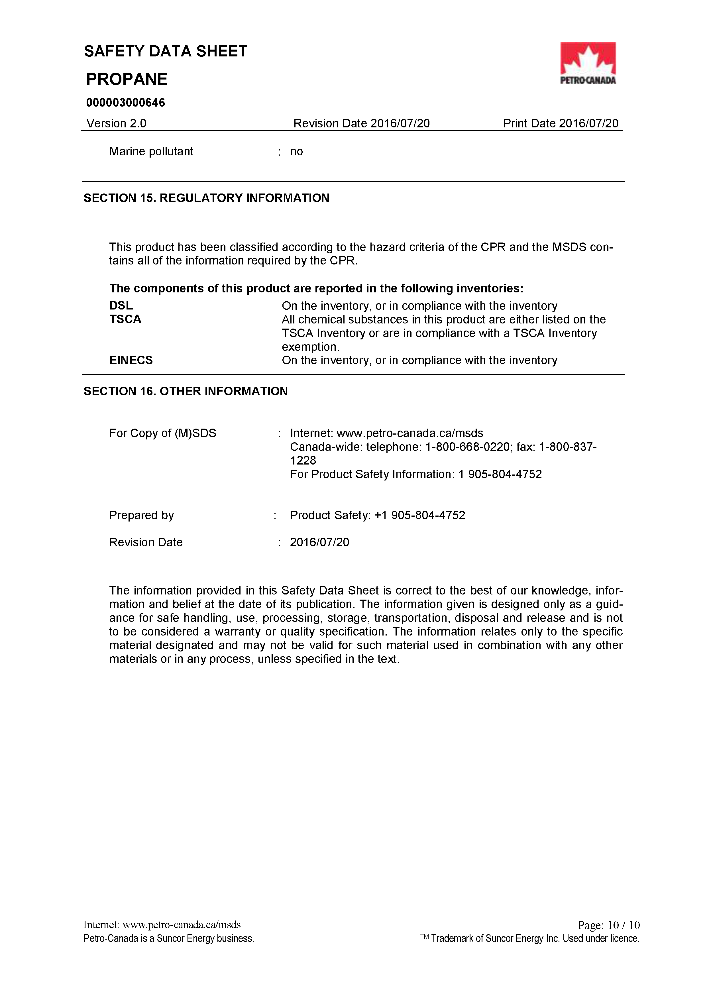 SAFETY DATA SHEET
PROPANE
PETRO-CANADA
000003000646
Version 2.0 Revision Date 2016/07/20 Print Date 2016/07/20
Marine pollutant : no
SECTION 15. REGULATORY INFORMATION
This product has been classified according to the hazard criteria of the CPR and the MSDS con-
tains all of the information required by the CPR.
The components of this product are reported in the following inventories:
DSL On the inventory, or in compliance with the inventory
TSCA All chemical substances in this product are either listed on the
TSCA Inventory or are in compliance with a TSCA Inventory
exemption.
EINECS On the inventory, or in compliance with the inventory
SECTION 16. OTHER INFORMATION
For Copy of (M)SDS : Internet: www.petro-canada.ca/msds
Canada-wide: telephone: 1-800-668-0220; fax: 1-800-837-
1228
For Product Safety Information: 1 905-804-4752
Prepared by : Product Safety: +1 905-804-4752
Revision Date : 2016/07/20
The information provided in this Safety Data Sheet is correct to the best of our knowledge, infor-
mation and belief at the date of its publication. The information given is designed only as a guid-
ance for safe handling, use, processing, storage, transportation, disposal and release and is not
to be considered a warranty or quality specification. The information relates only to the specific
material designated and may not be valid for such material used in combination with any other
materials or in any process, unless specified in the text.
Internet: www.petro-canada.ca/msds Page: 10 / 10
Petro-Canada is a Suncor Energy business. ™ Trademark of Suncor Energy Inc. Used under licence.